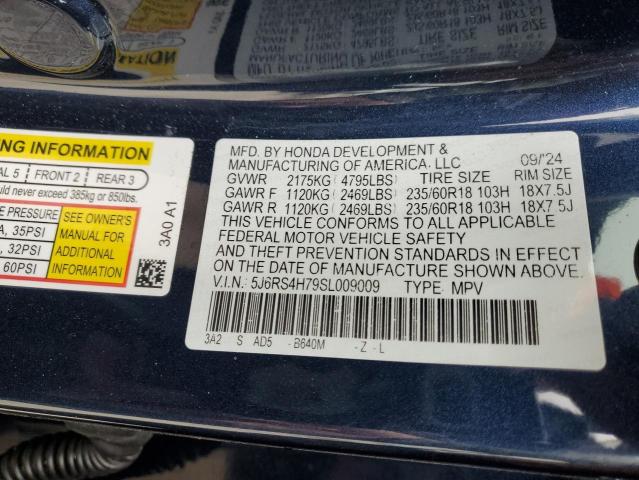 NG INFORMATION
AL 5 FRONT 2 REAR 3
ould never exceed 385kg or 850lbs.
E PRESSURE
A, 35PSI
, 32PSI
60PSI
SEE OWNER'S
MANUAL FOR
ADDITIONAL
INFORMATION
3A0 A1
MFD. BY HONDA DEVELOPMENT &
MANUFACTURING OF AMERICA, LLC 09/'24
GVWR 2175KG ( 4795LBS) TIRE SIZE RIM SIZE
GAWR F 1120KG ( 2469LBS) 235/60R18 103H 18X7.5J
GAWR R 1120KG ( 2469LBS) 235/60R18 103H 18X7.5J
THIS VEHICLE CONFORMS TO ALL APPLICABLE
FEDERAL MOTOR VEHICLE SAFETY
AND THEFT PREVENTION STANDARDS IN EFFECT
ON THE DATE OF MANUFACTURE SHOWN ABOVE.
V.I.N.: 5J6RS4H79SL009009 TYPE: MPV
3A2 S AD5 - B640M - Z - L